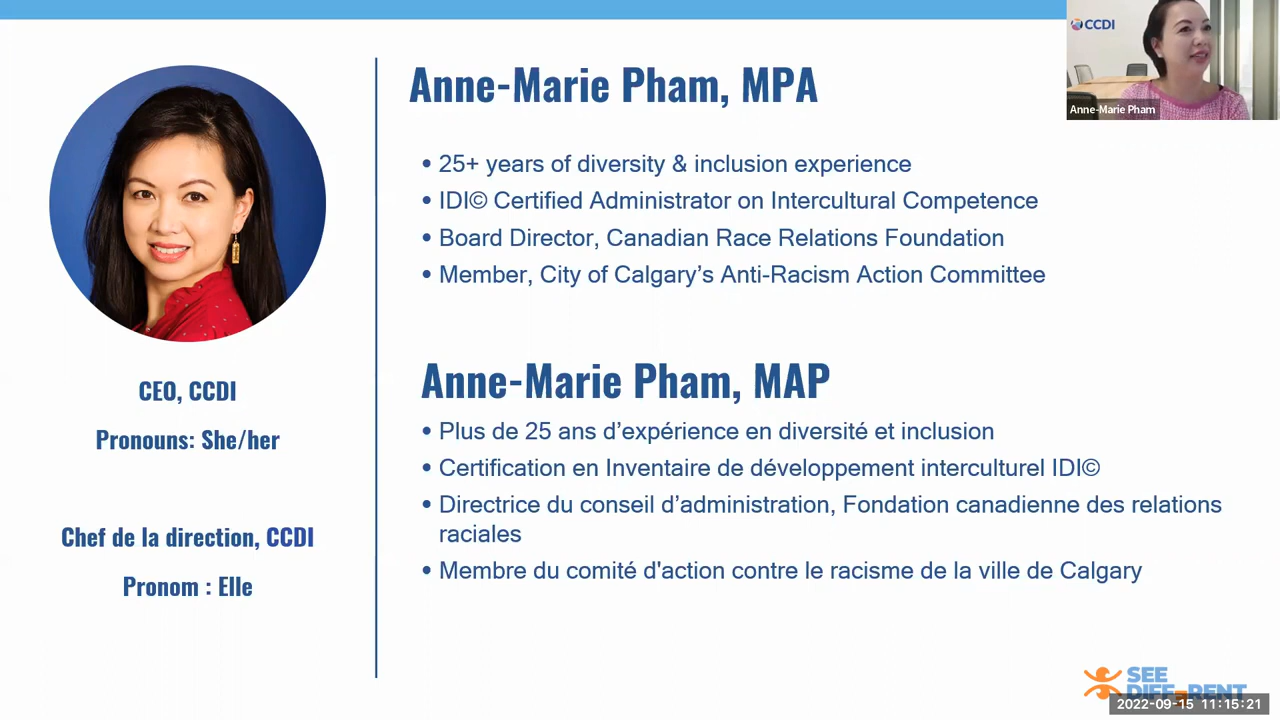 CCDI
Anne-Marie Pham
Anne-Marie Pham, MPA
• 25+ years of diversity & inclusion experience
• IDI© Certified Administrator on Intercultural Competence
• Board Director, Canadian Race Relations Foundation
• Member, City of Calgary’s Anti-Racism Action Committee
CEO, CCDI
Pronouns: She/her
Chef de la direction, CCDI
Pronom : Elle
Anne-Marie Pham, MAP
• Plus de 25 ans d’expérience en diversité et inclusion
• Certification en Inventaire de développement interculturel IDI©
• Directrice du conseil d’administration, Fondation canadienne des relations
raciales
• Membre du comité d'action contre le racisme de la ville de Calgary
SEE
DIFFERENT
2022-09-15 11:15:21